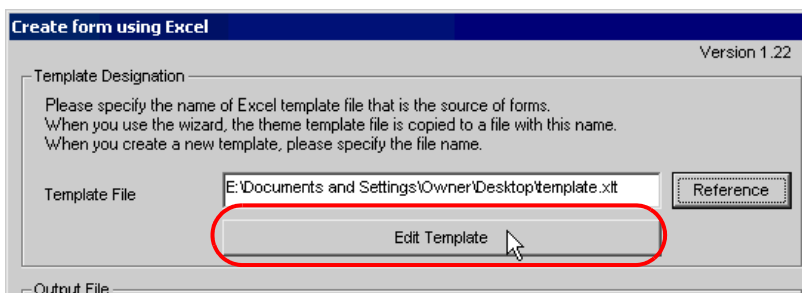 Create form using Excel
Version 1.22
Template Designation
Please specify the name of Excel template file that is the source of forms.
When you use the wizard, the theme template file is copied to a file with this name.
When you create a new template, please specify the file name.
Template File
E:\Documents and Settings\Owner\Desktop\template.xlt
Reference
Edit Template
Output File